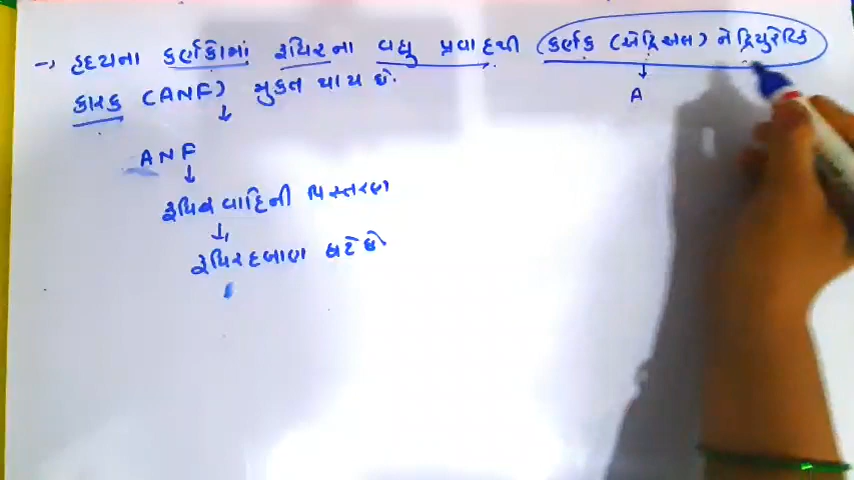 → હૃદયના કર્ણકોમાં રૂધિરના વધુ પ્રવાહથી (કર્ણક (એટ્રિઅલ) નેટ્રિયુરેટિક
કારક (ANF) મુક્ત થાય છે.
↓
A
↓
ANF
↓
રૂધિરવાહિની વિસ્તરણ
↓
રૂધિરદબાણ ઘટે છે